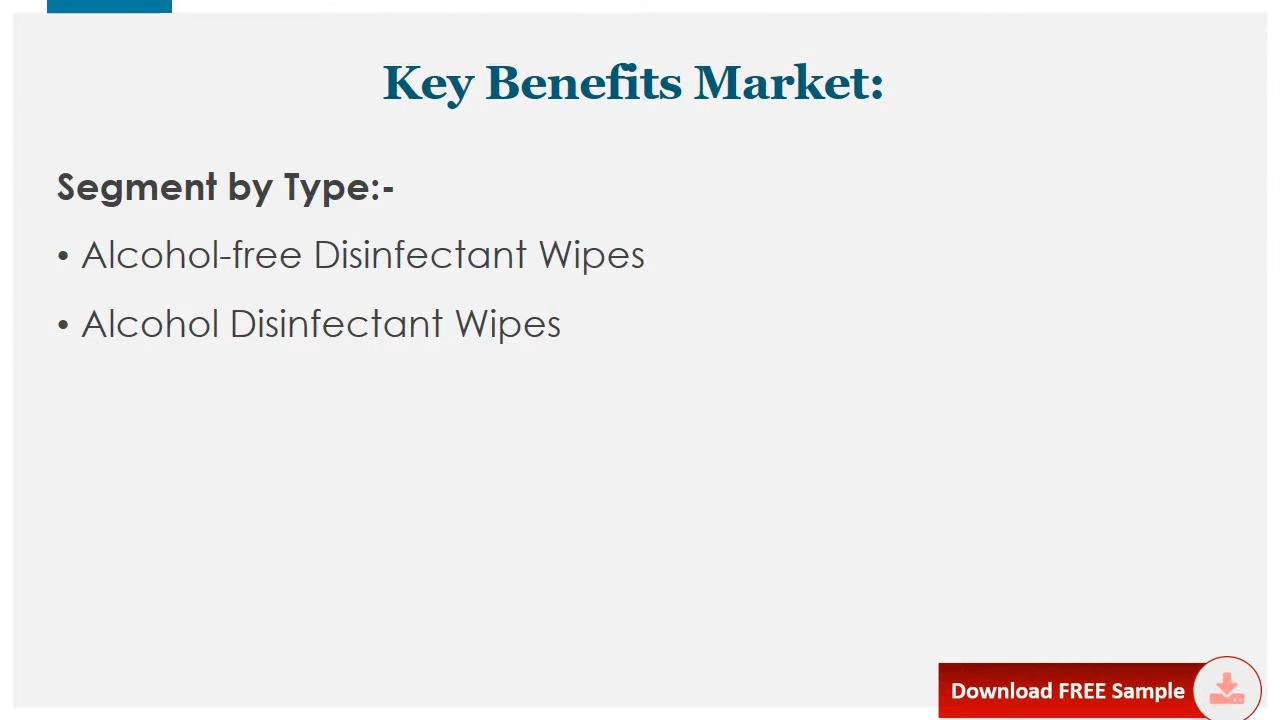 Key Benefits Market:
Segment by Type:-
• Alcohol-free Disinfectant Wipes
• Alcohol Disinfectant Wipes
Download FREE Sample